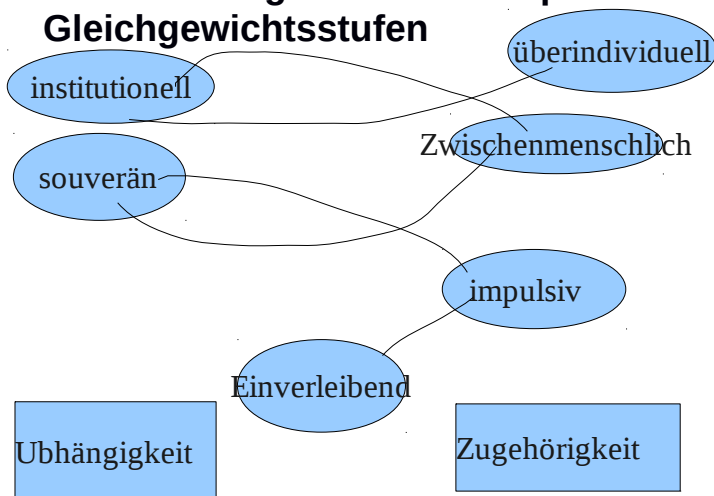 Gleichgewichtsstufen
überindividuell
institutionell
Zwischenmenschlich
souverän
impulsiv
Einverleibend
Ubhängigkeit
Zugehörigkeit